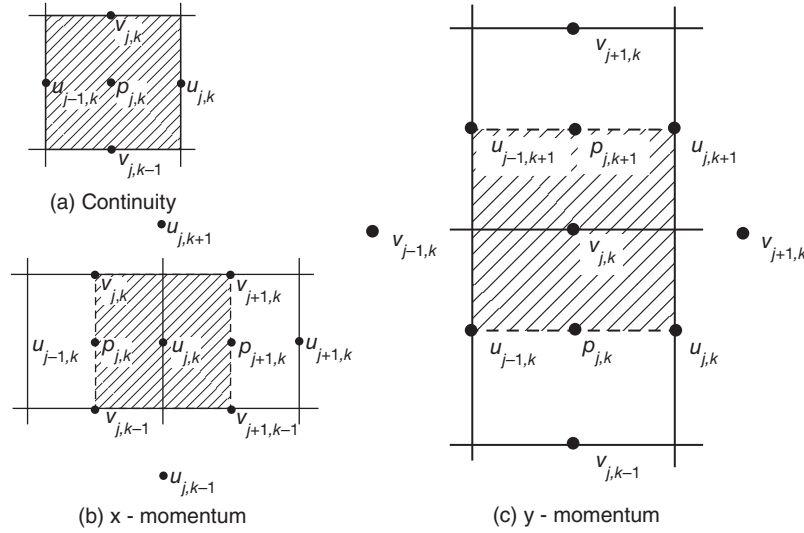 v_{j,k}
u_{j–1,k} p_{j,k} u_{j,k}
v_{j,k–1}
(a) Continuity
u_{j,k+1}
v_{j,k} v_{j+1,k}
u_{j–1,k} p_{j,k} u_{j,k} p_{j+1,k} u_{j+1,k}
v_{j,k–1} v_{j+1,k–1}
u_{j,k–1}
(b) x - momentum
v_{j+1,k}
u_{j–1,k+1} p_{j,k+1} u_{j,k+1}
v_{j–1,k} v_{j,k} v_{j+1,k}
u_{j–1,k} p_{j,k} u_{j,k}
v_{j,k–1}
(c) y - momentum